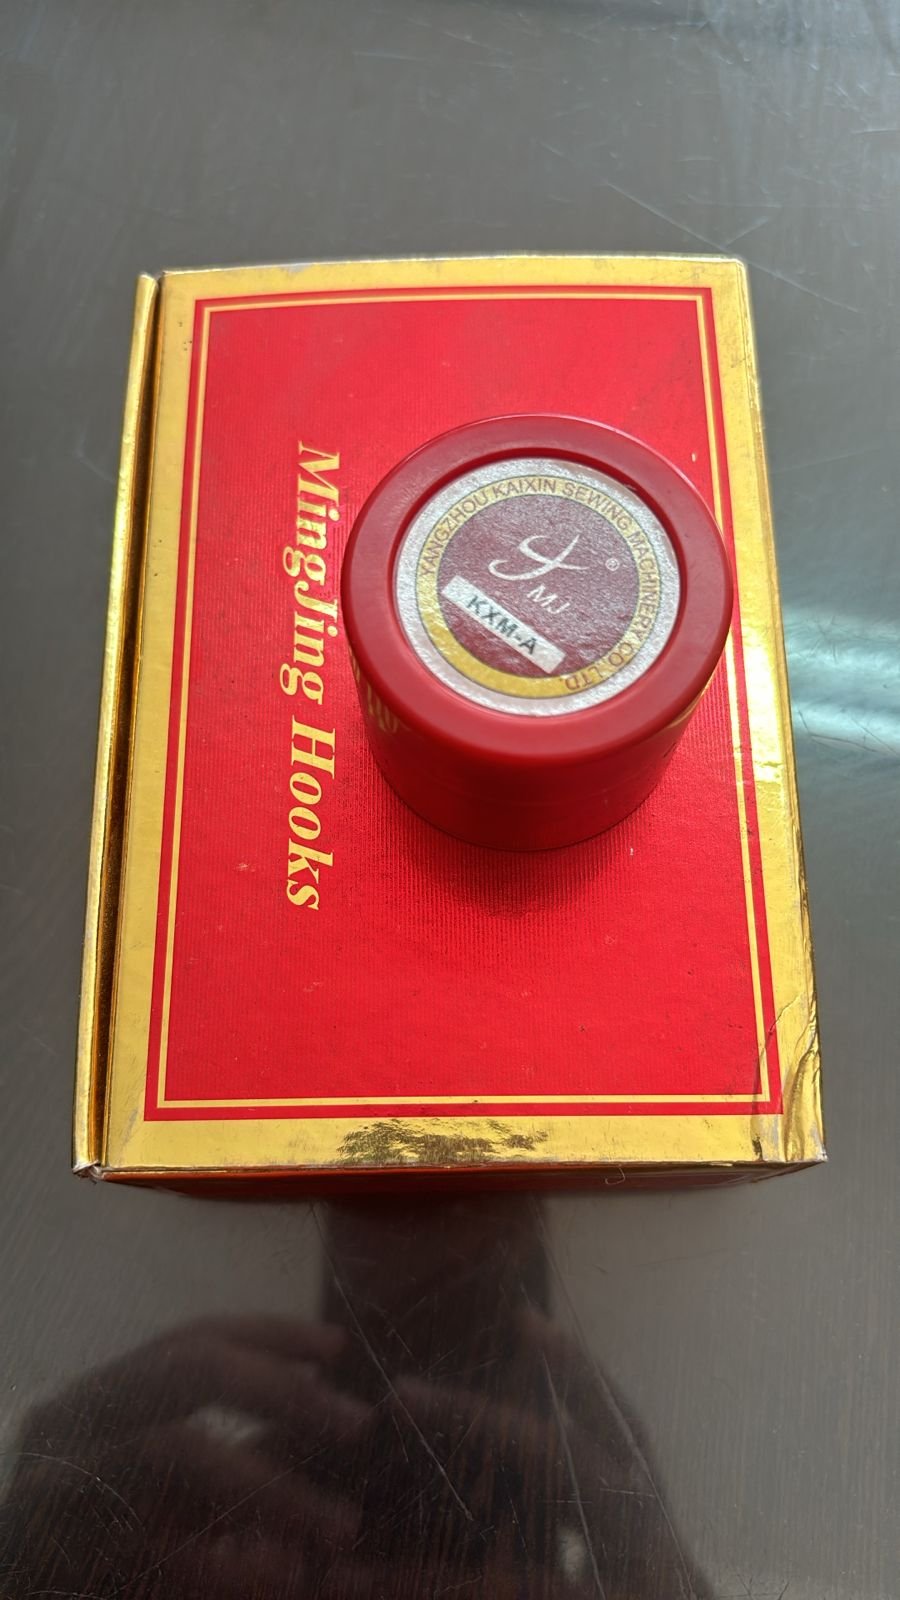 MingJing Hooks
YANGZHOU KAIXIN SEWING MACHINERY CO. LTD.
®
MJ
KXM-A